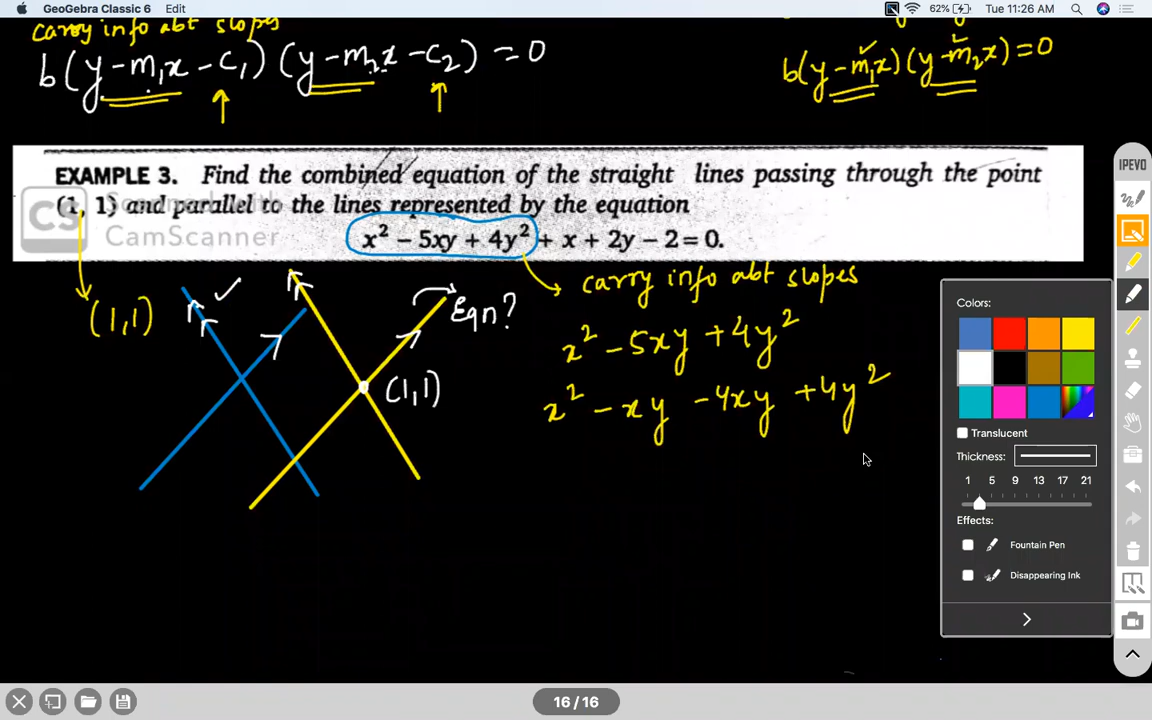 GeoGebra Classic 6 Edit 62% Tue 11:26 AM
carry info abt slopes
b(y-m₁x-c₁)(y-m₂x-c₂)=0
b(y-m₁x)(y-m₂x)=0
EXAMPLE 3. Find the combined equation of the straight lines passing through the point
(1, 1) and parallel to the lines represented by the equation
x² − 5xy + 4y² + x + 2y − 2 = 0.
CS
CamScanner
carry info abt slopes
(1,1)
Eqn?
x² - 5xy + 4y²
(1,1)
x² - xy - 4xy + 4y²
IPEVO
Colors:
Translucent
Thickness:
1 5 9 13 17 21
Effects:
Fountain Pen
Disappearing Ink
16 / 16